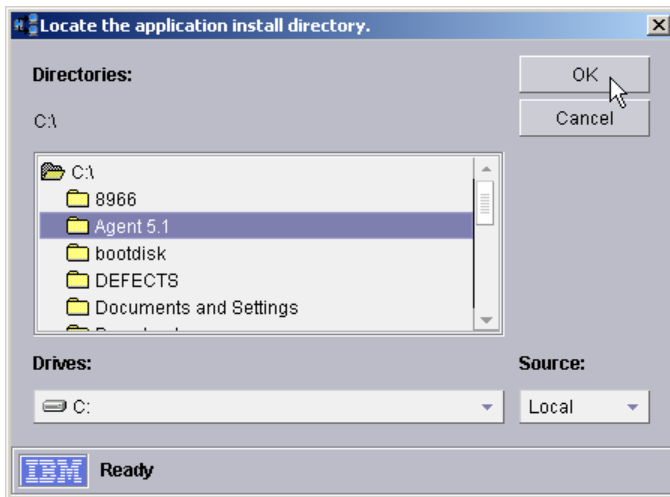 Locate the application install directory.
Directories:
OK
C:\
Cancel
C:\
8966
Agent 5.1
bootdisk
DEFECTS
Documents and Settings
Drives:
Source:
C:
Local
IBM
Ready